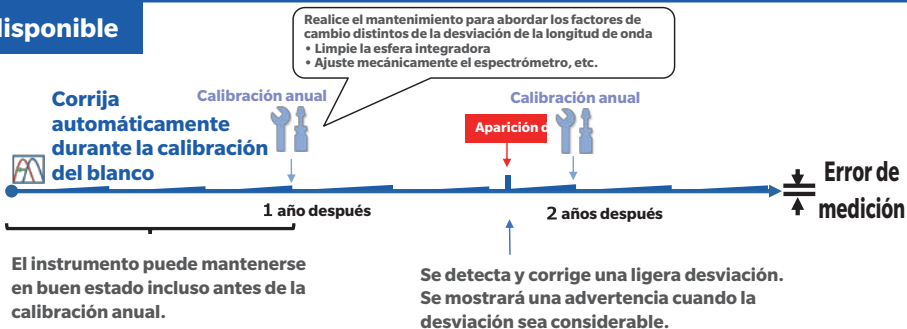 disponible
Realice el mantenimiento para abordar los factores de
cambio distintos de la desviación de la longitud de onda
• Limpie la esfera integradora
• Ajuste mecánicamente el espectrómetro, etc.
Corrija
automáticamente
durante la calibración
del blanco
Calibración anual
Calibración anual
Aparición
1 año después
2 años después
Error de
medición
El instrumento puede mantenerse
en buen estado incluso antes de la
calibración anual.
Se detecta y corrige una ligera desviación.
Se mostrará una advertencia cuando la
desviación sea considerable.